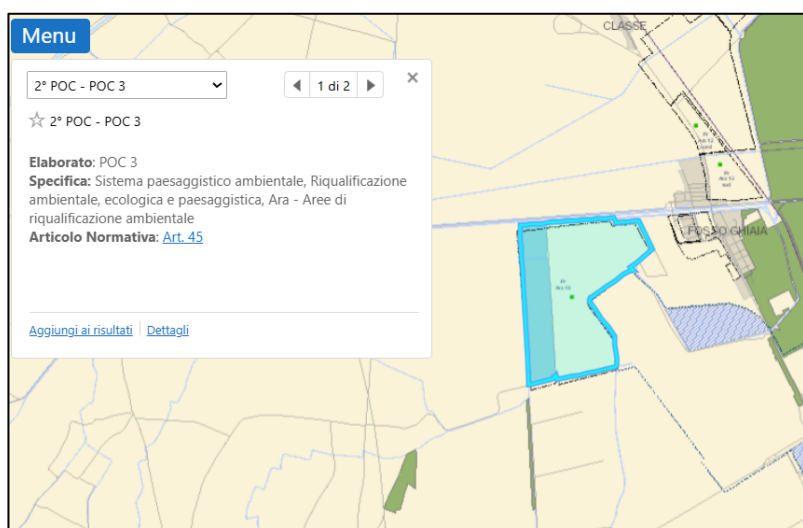 Menu
CLASSE
2° POC - POC 3
1 di 2
2° POC - POC 3
Elaborato: POC 3
Specifica: Sistema paesaggistico ambientale, Riqualificazione
ambientale, ecologica e paesaggistica, Ara - Aree di
riqualificazione ambientale
Articolo Normativa: Art. 45
Aggiungi ai risultati
Dettagli
FOSSO GHIAIA